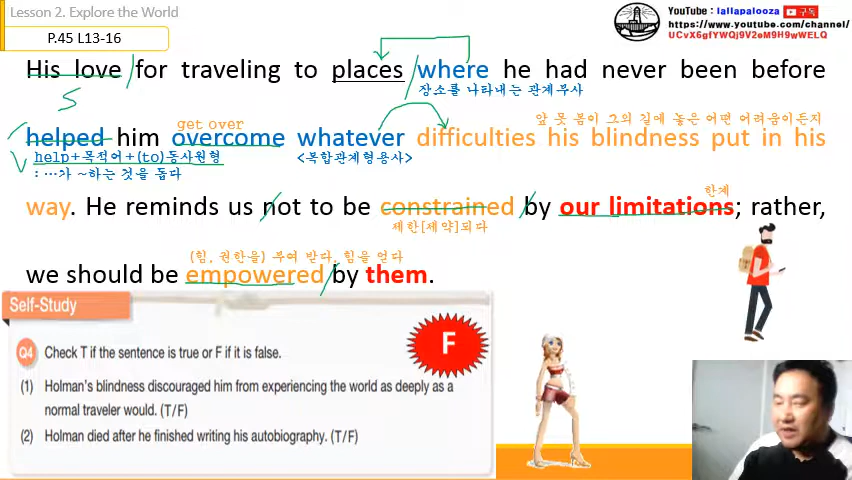 Lesson 2. Explore the World
YouTube : lallapalooza 구독
P.45 L13-16
https://www.youtube.com/channel/
UCvX6gfYWQj9V2eM9H9wWELQ
His love for traveling to places where he had never been before
S
장소를 나타내는 관계부사
get over
앞 못 봄이 그의 길에 놓은 어떤 어려움이든지
helped him overcome whatever difficulties his blindness put in his
V
help+목적어+(to)동사원형
<복합관계형용사>
: …가 ~하는 것을 돕다
한계
way. He reminds us not to be constrained by our limitations; rather,
제한[제약]되다
(힘, 권한을) 부여 받다, 힘을 얻다
we should be empowered by them.
Self-Study
F
Q4 Check T if the sentence is true or F if it is false.
(1) Holman's blindness discouraged him from experiencing the world as deeply as a
normal traveler would. (T/F)
(2) Holman died after he finished writing his autobiography. (T/F)